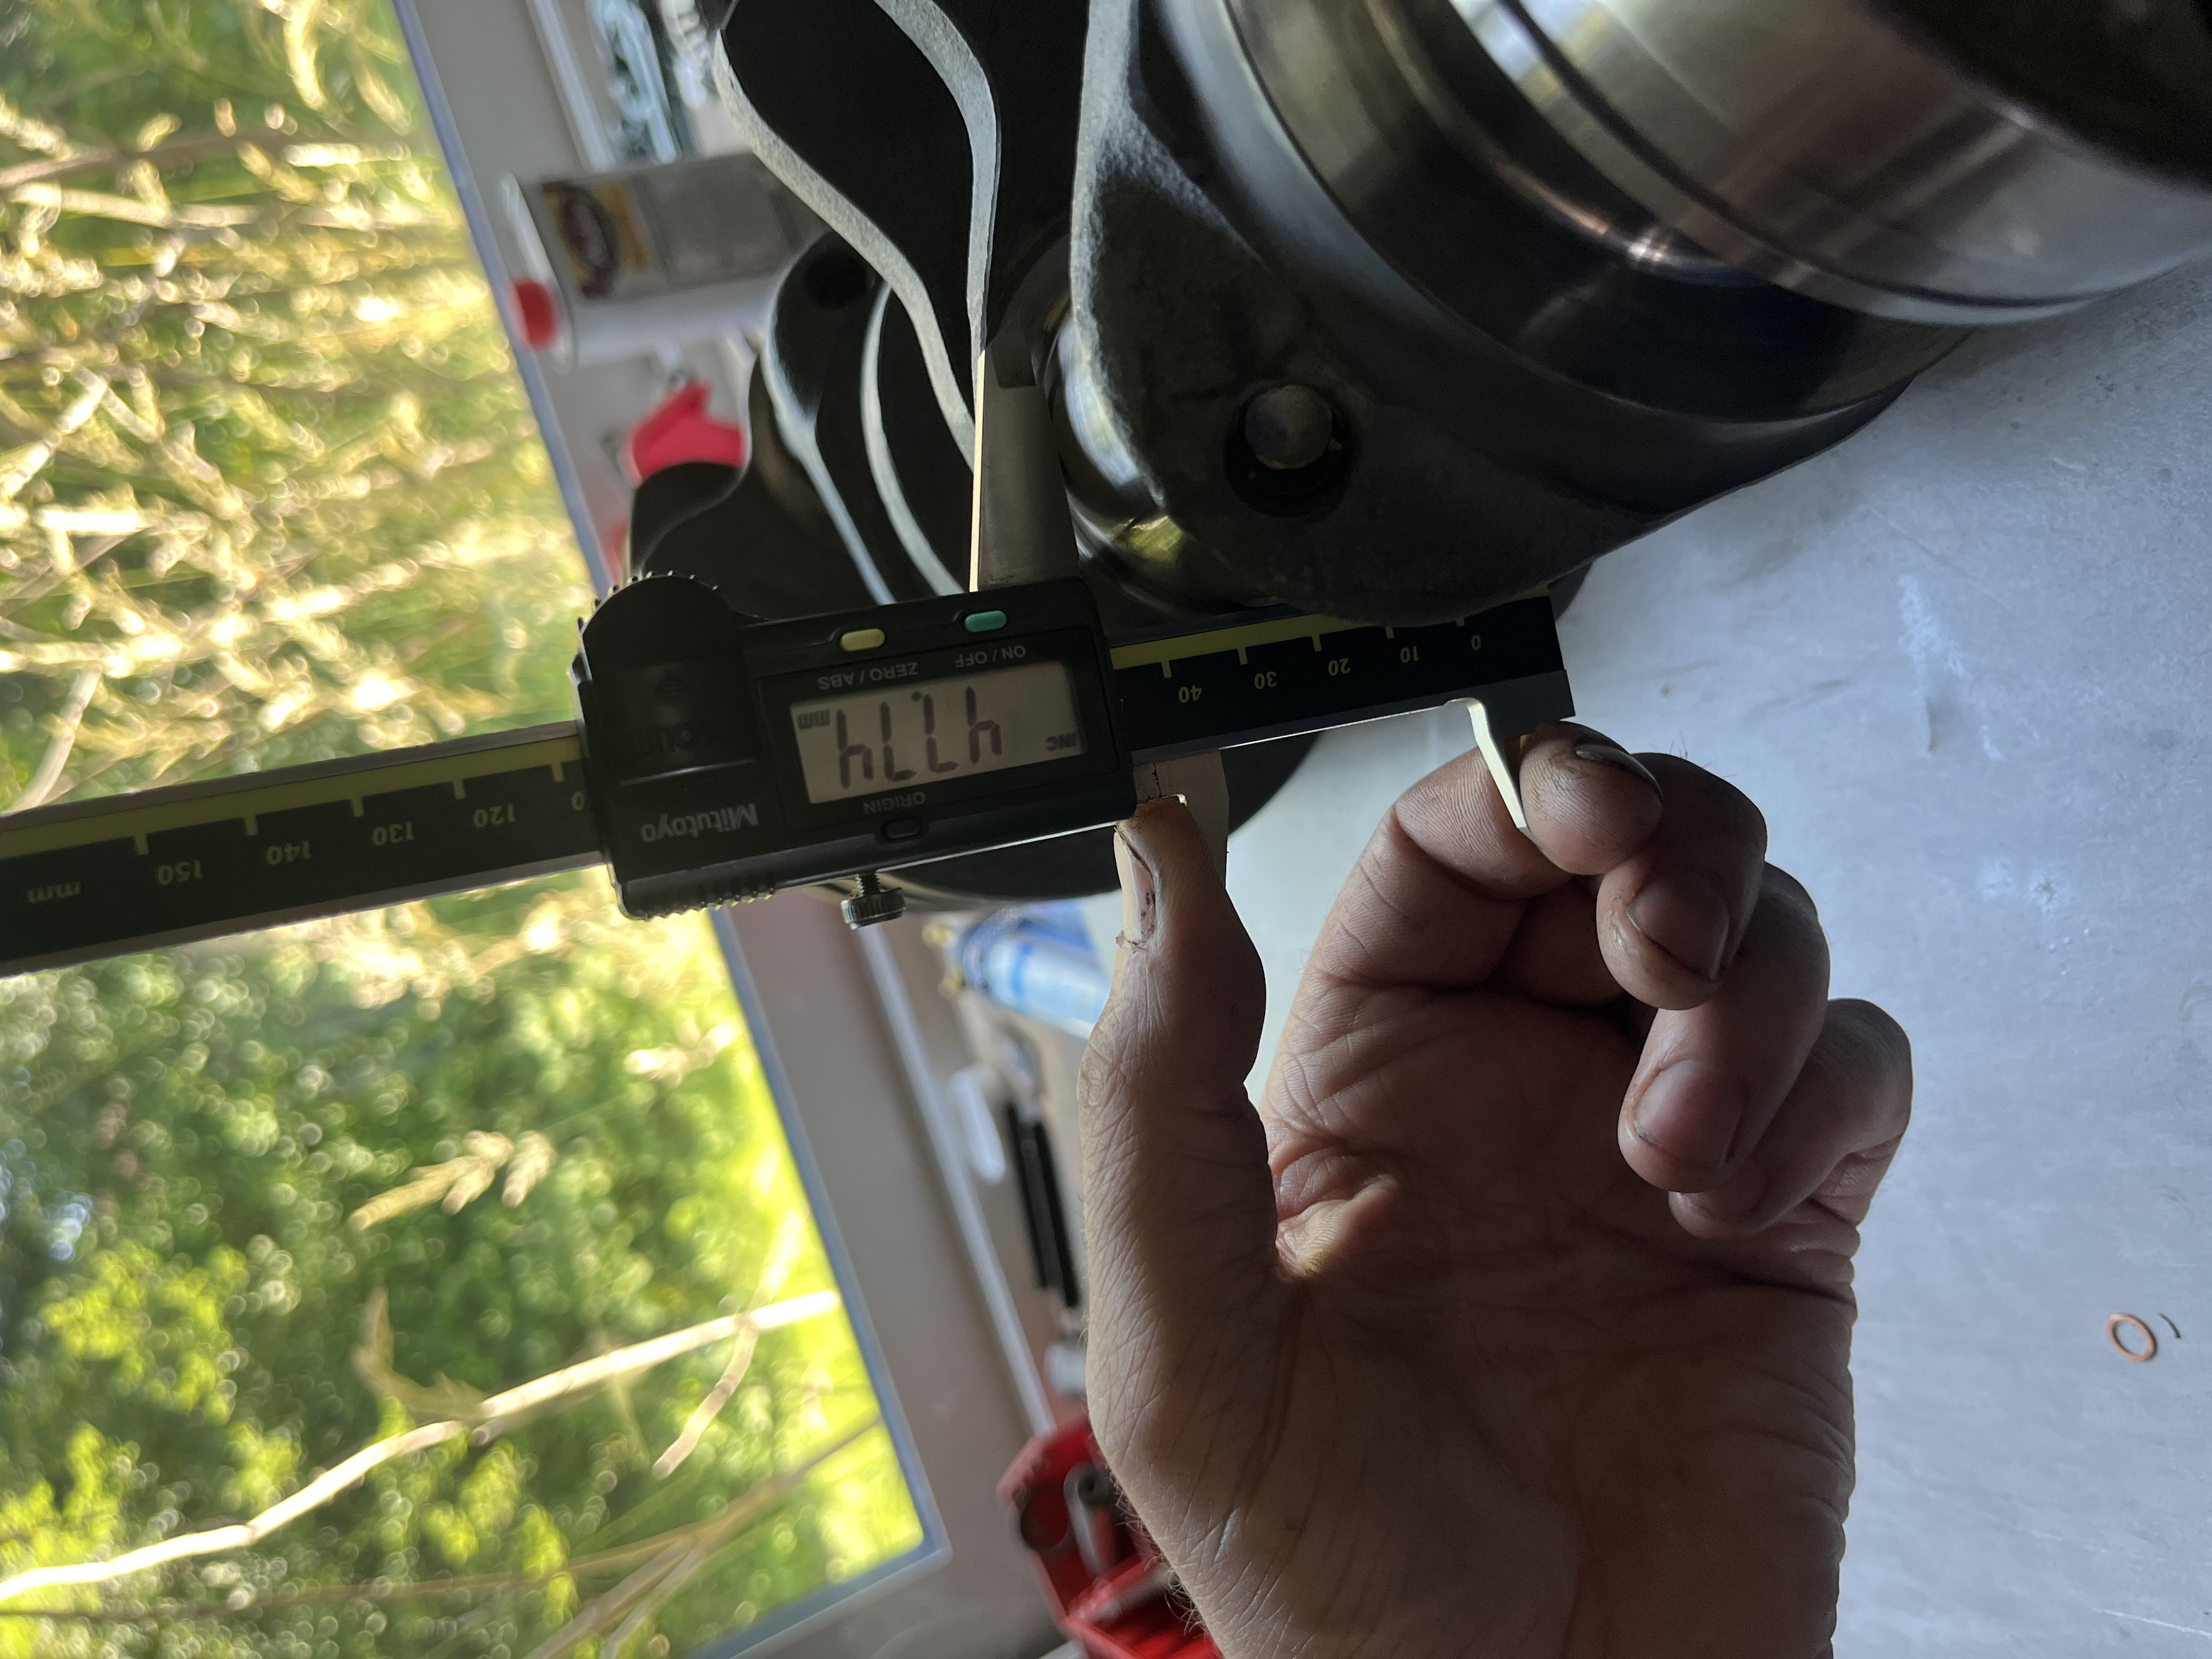 0 10 20 30 40
120 130 140 150 mm
ORIGIN
Mitutoyo
INC
47.74 mm
ON / OFF ZERO / ABS